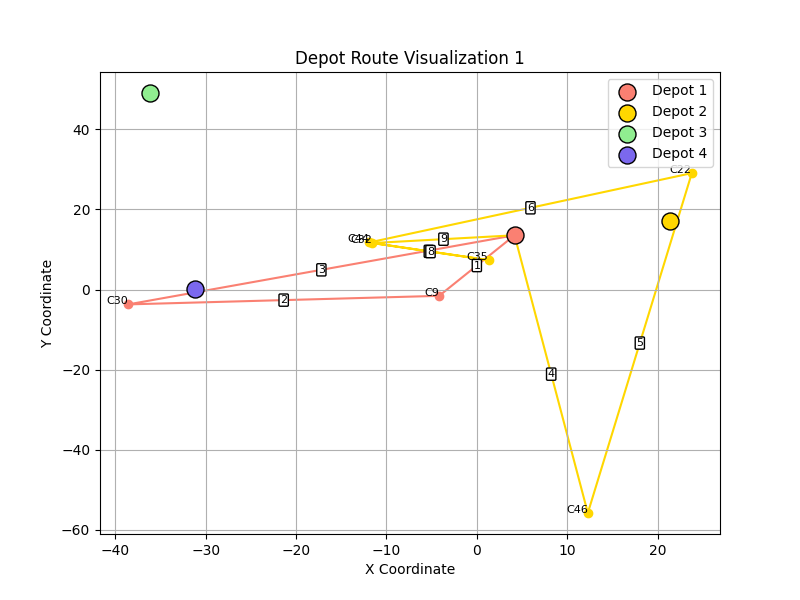 Depot Route Visualization 1
Depot 1
Depot 2
Depot 3
Depot 4
40
20
0
−20
−40
−60
−40
−30
−20
−10
0
10
20
X Coordinate
Y Coordinate
C22
6
9
8
C35
1
3
C30
2
C9
4
5
C46